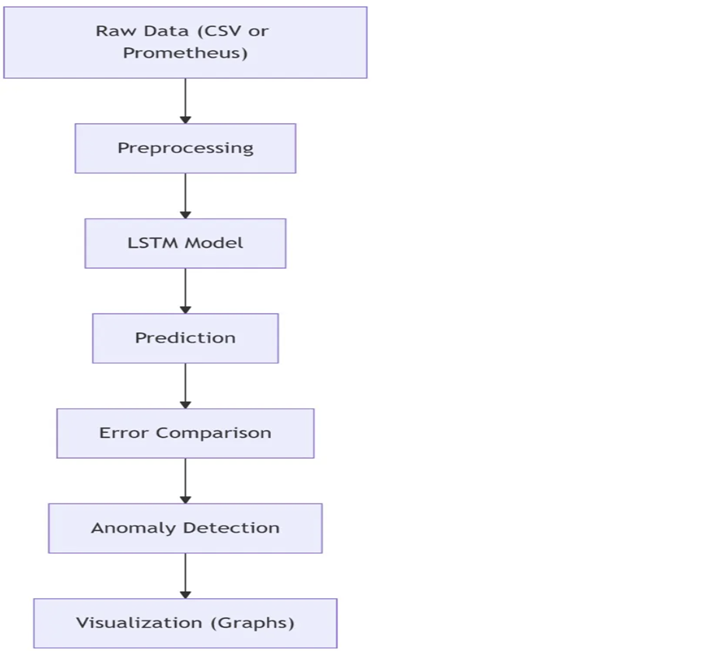 Raw Data (CSV or
Prometheus)
Preprocessing
LSTM Model
Prediction
Error Comparison
Anomaly Detection
Visualization (Graphs)